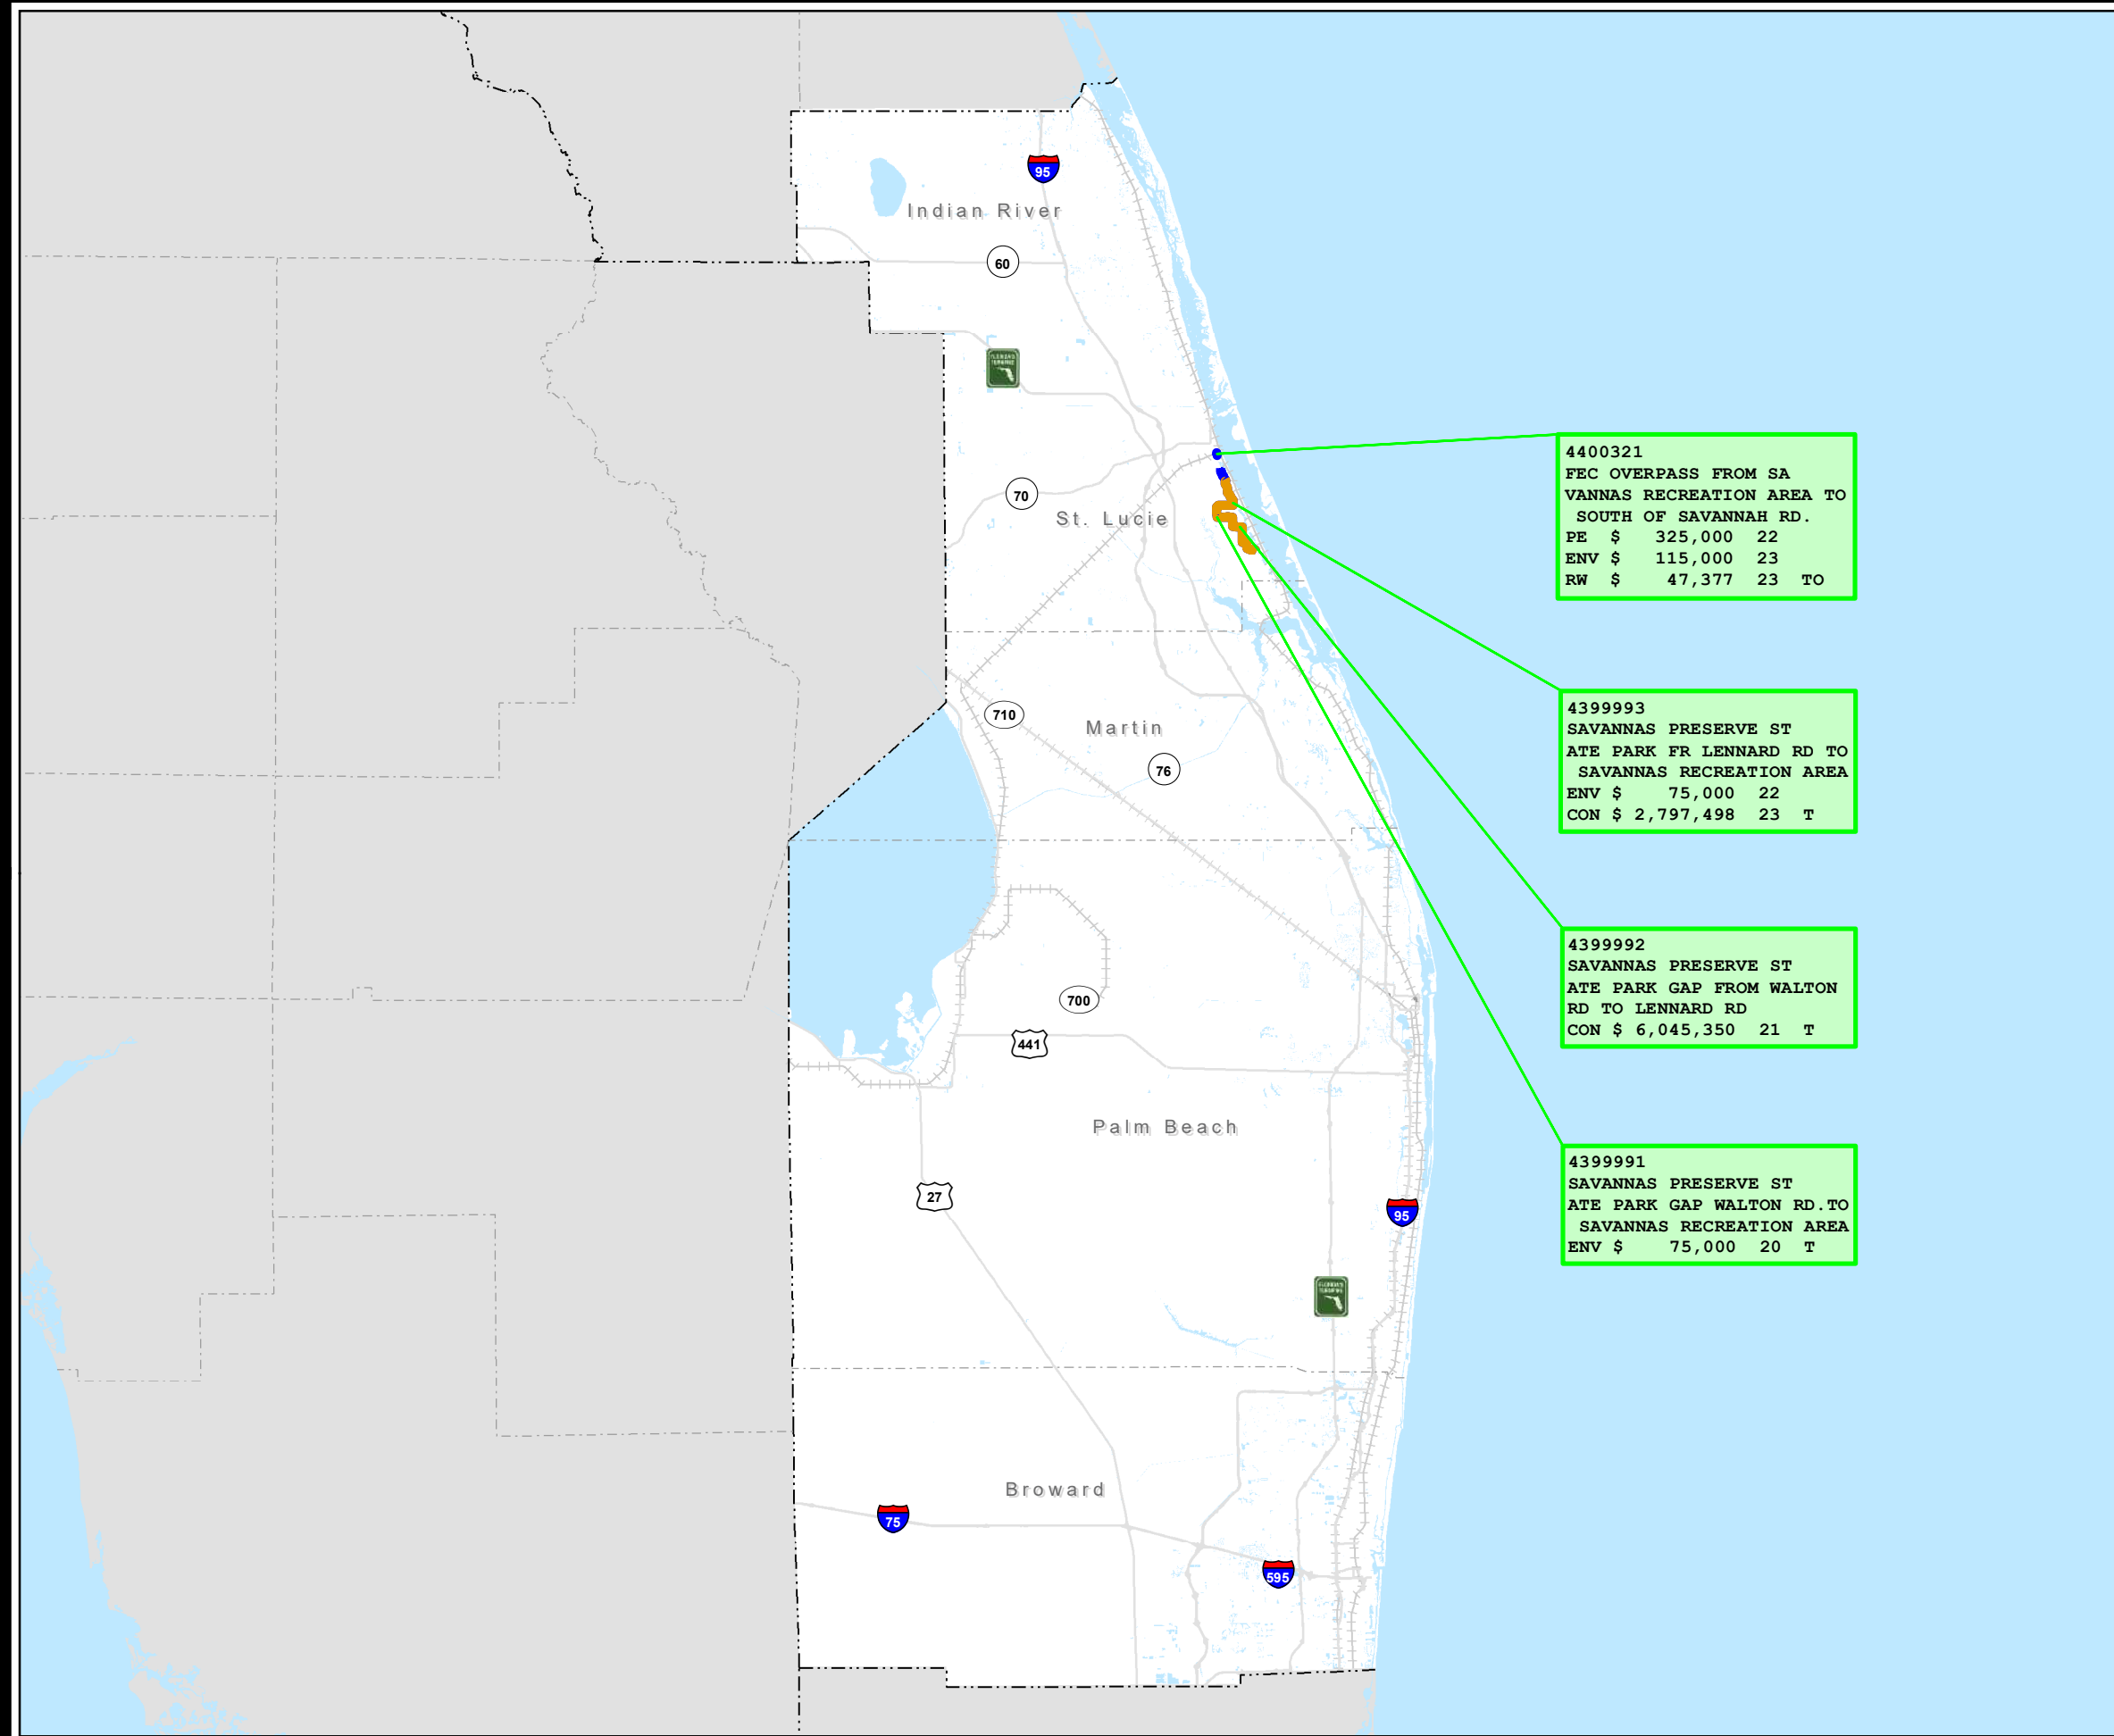 95
Indian River
60
FLORIDA'S
TURNPIKE
4400321
FEC OVERPASS FROM SA
VANNAS RECREATION AREA TO
SOUTH OF SAVANNAH RD.
PE $ 325,000 22
ENV $ 115,000 23
RW $ 47,377 23 TO
70
St. Lucie
4399993
SAVANNAS PRESERVE ST
ATE PARK FR LENNARD RD TO
SAVANNAS RECREATION AREA
ENV $ 75,000 22
CON $ 2,797,498 23 T
710
Martin
76
4399992
SAVANNAS PRESERVE ST
ATE PARK GAP FROM WALTON
RD TO LENNARD RD
CON $ 6,045,350 21 T
700
441
Palm Beach
4399991
SAVANNAS PRESERVE ST
ATE PARK GAP WALTON RD.TO
SAVANNAS RECREATION AREA
ENV $ 75,000 20 T
27
95
FLORIDA'S
TURNPIKE
Broward
75
595